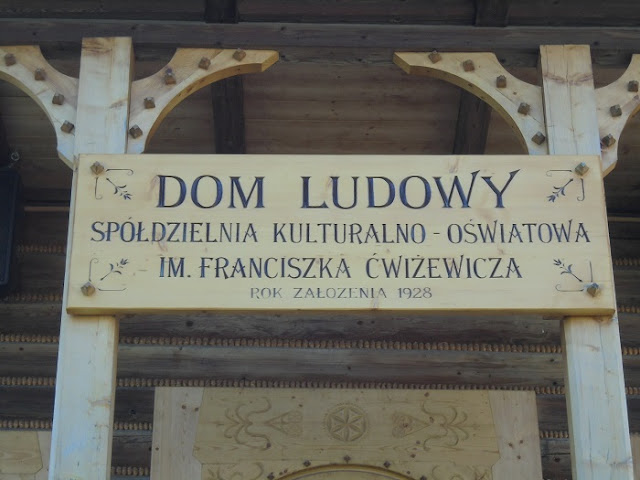 DOM LUDOWY
SPÓŁDZIELNIA KULTURALNO - OŚWIATOWA
IM. FRANCISZKA ĆWIŻEWICZA
ROK ZAŁOŻENIA 1928